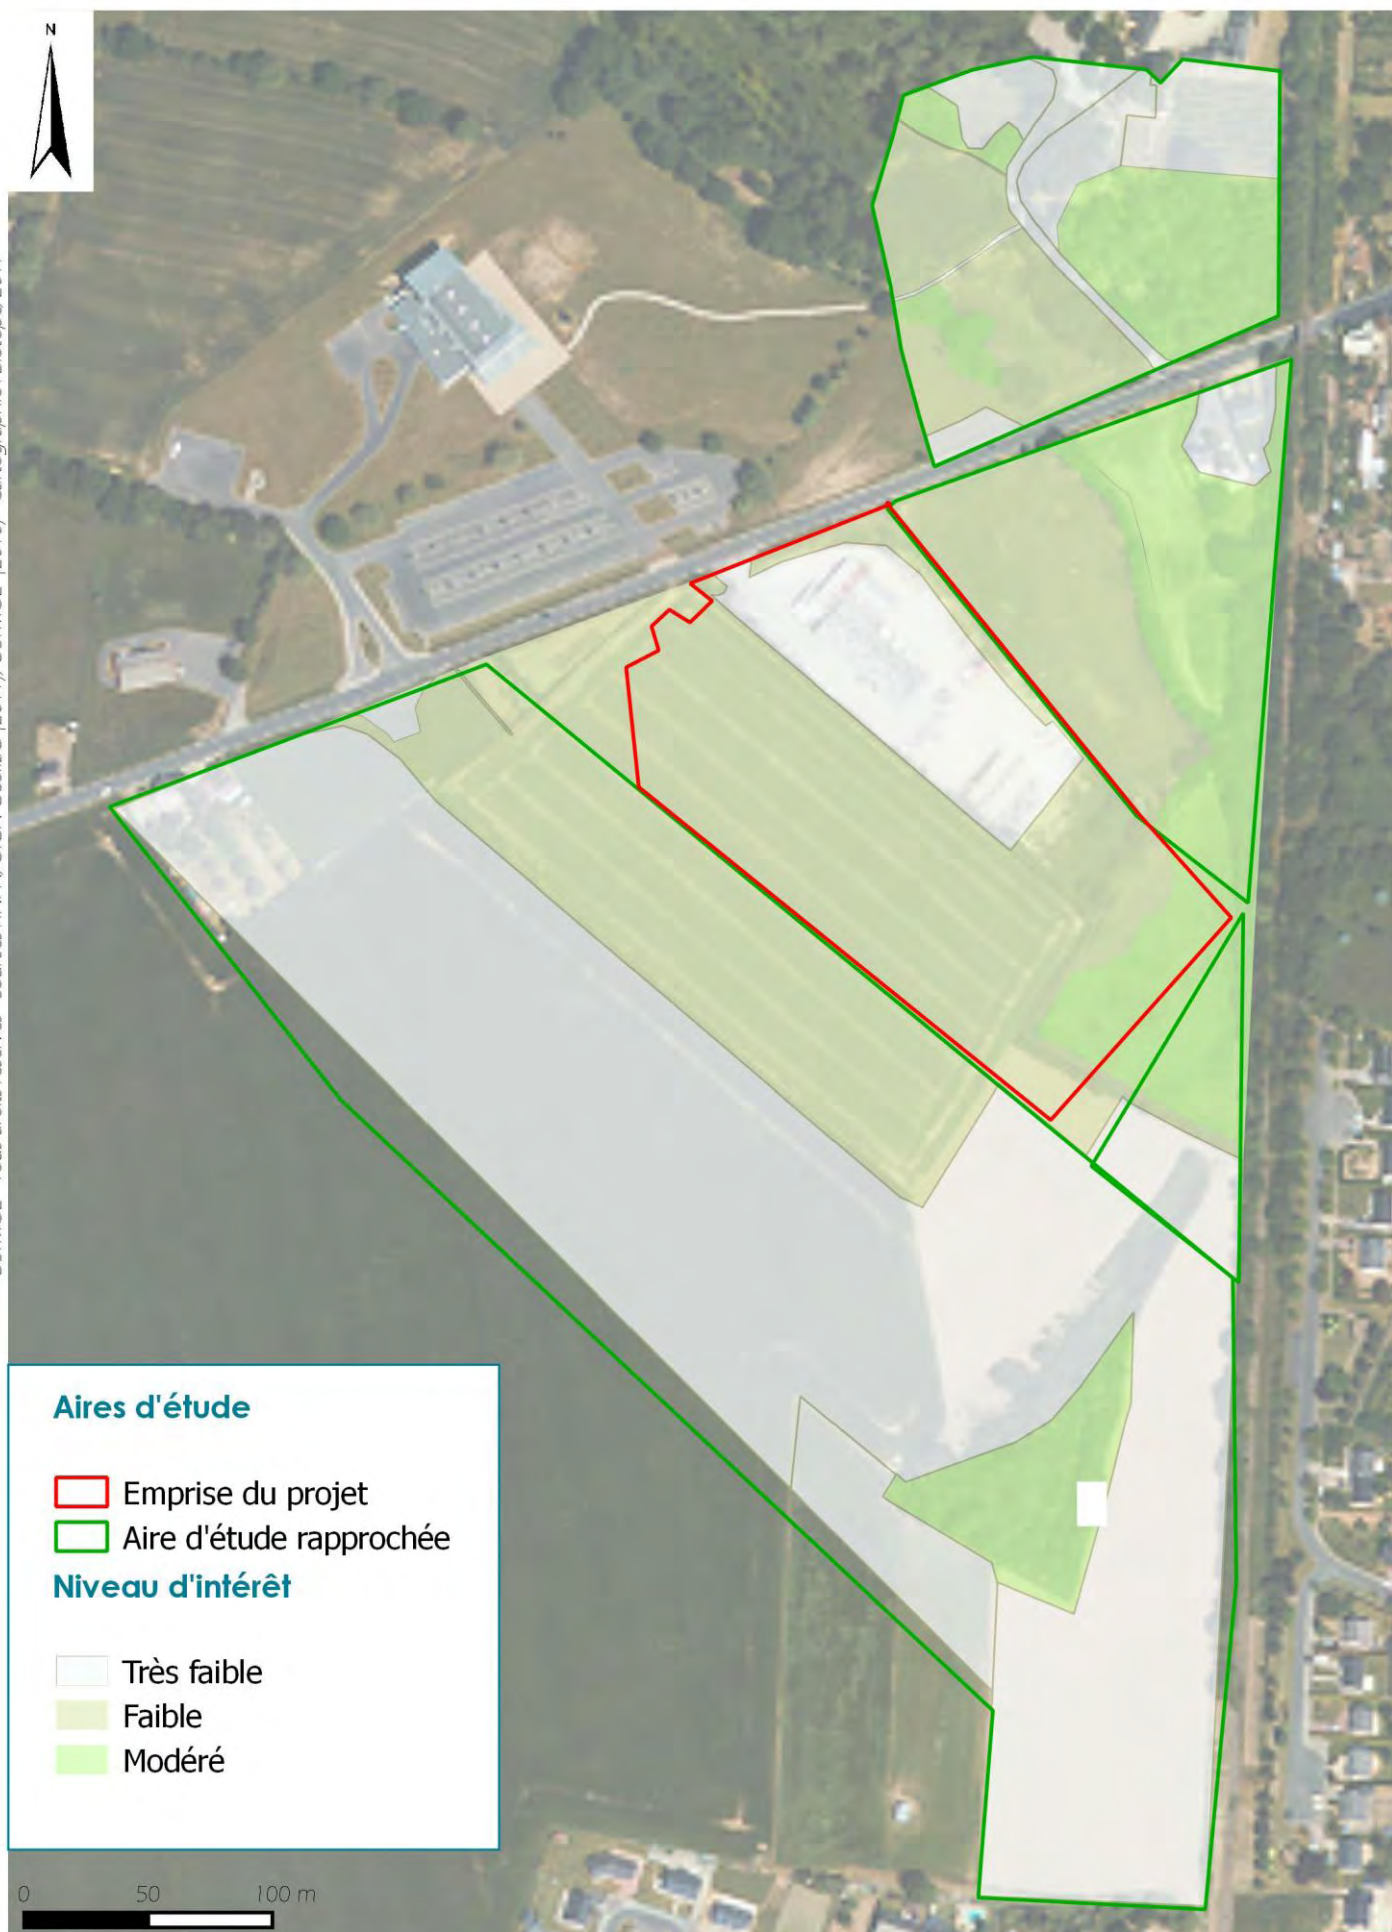 N
Aires d'étude
Emprise du projet
Aire d'étude rapprochée
Niveau d'intérêt
Très faible
Faible
Modéré
0 50 100 m